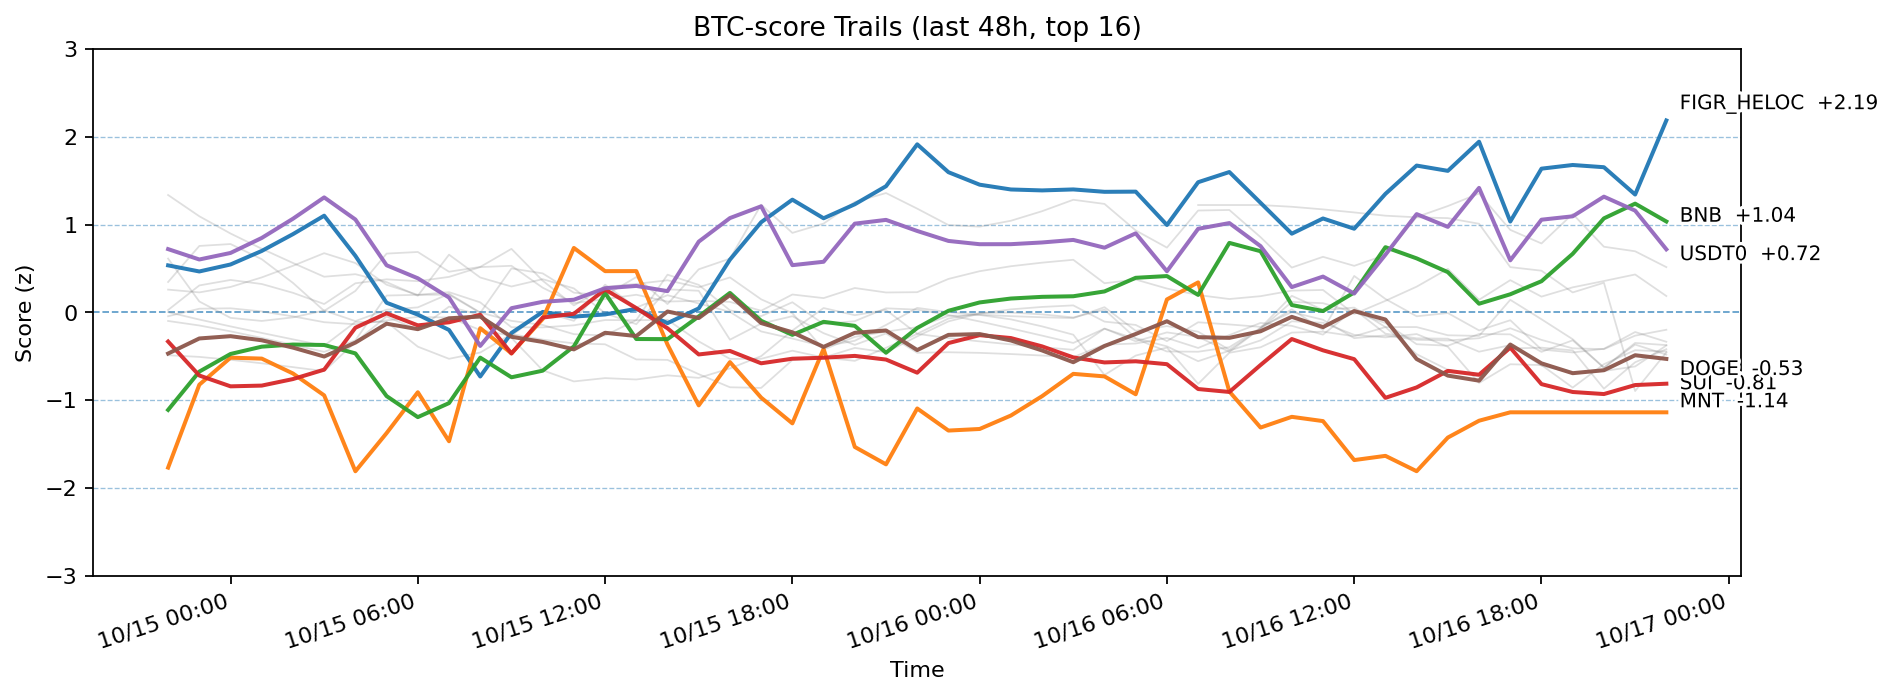 BTC-score Trails (last 48h, top 16)
Score (z)
3
2
1
0
−1
−2
−3
FIGR_HELOC +2.19
BNB +1.04
USDT0 +0.72
DOGE -0.53
SUI -0.81
MNT -1.14
10/15 00:00
10/15 06:00
10/15 12:00
10/15 18:00
10/16 00:00
10/16 06:00
10/16 12:00
10/16 18:00
10/17 00:00
Time